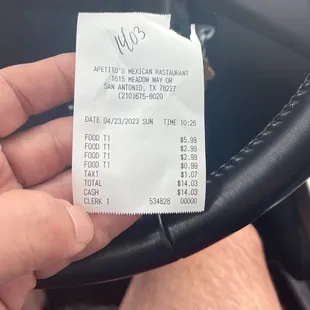 14/03
APETITO'S MEXICAN RASTAURANT
1615 MEADOW WAY DR
SAN ANTONIO, TX 78227
(210)675-8020
DATE 04/23/2023 SUN TIME 10:26
FOOD T1 $5.99
FOOD T1 $2.99
FOOD T1 $2.99
FOOD T1 $0.99
TAX1 $1.07
TOTAL $14.03
CASH $14.03
CLERK 1 534828 00000